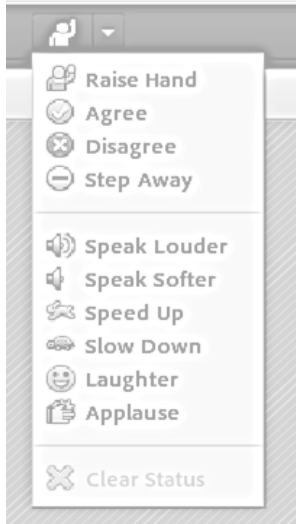 Raise Hand
Agree
Disagree
Step Away
Speak Louder
Speak Softer
Speed Up
Slow Down
Laughter
Applause
Clear Status